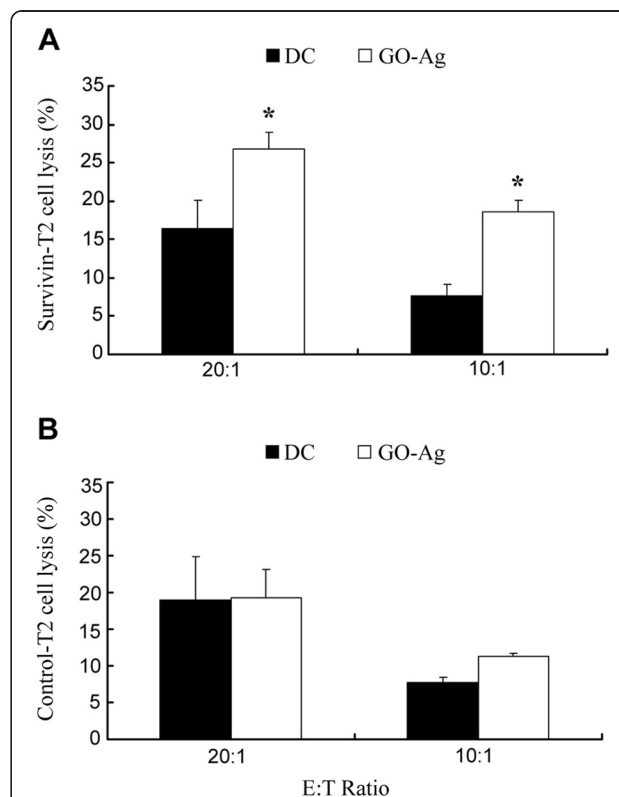 A
DC GO-Ag
Survivin-T2 cell lysis (%)
35
30
25
20
15
10
5
0
*
*
20:1 10:1
B
DC GO-Ag
Control-T2 cell lysis (%)
35
30
25
20
15
10
5
0
20:1 10:1
E:T Ratio